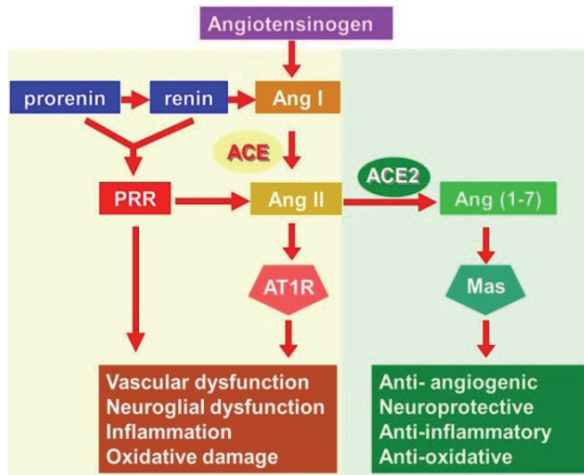 Angiotensinogen
prorenin
renin
Ang I
ACE
ACE2
PRR
Ang II
Ang (1-7)
AT1R
Mas
Vascular dysfunction
Neuroglial dysfunction
Inflammation
Oxidative damage
Anti- angiogenic
Neuroprotective
Anti-inflammatory
Anti-oxidative